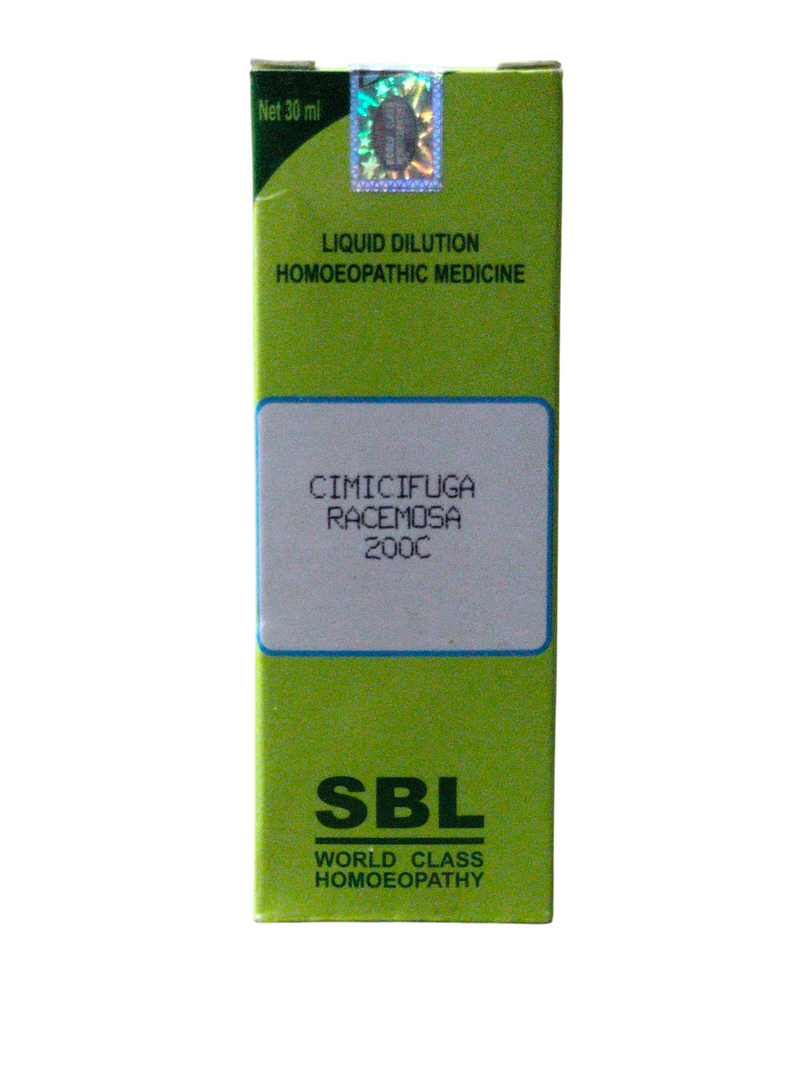 Net 30 ml
LIQUID DILUTION
HOMOEOPATHIC MEDICINE
CIMICIFUGA
RACEMOSA
200C
SBL
WORLD CLASS
HOMOEOPATHY